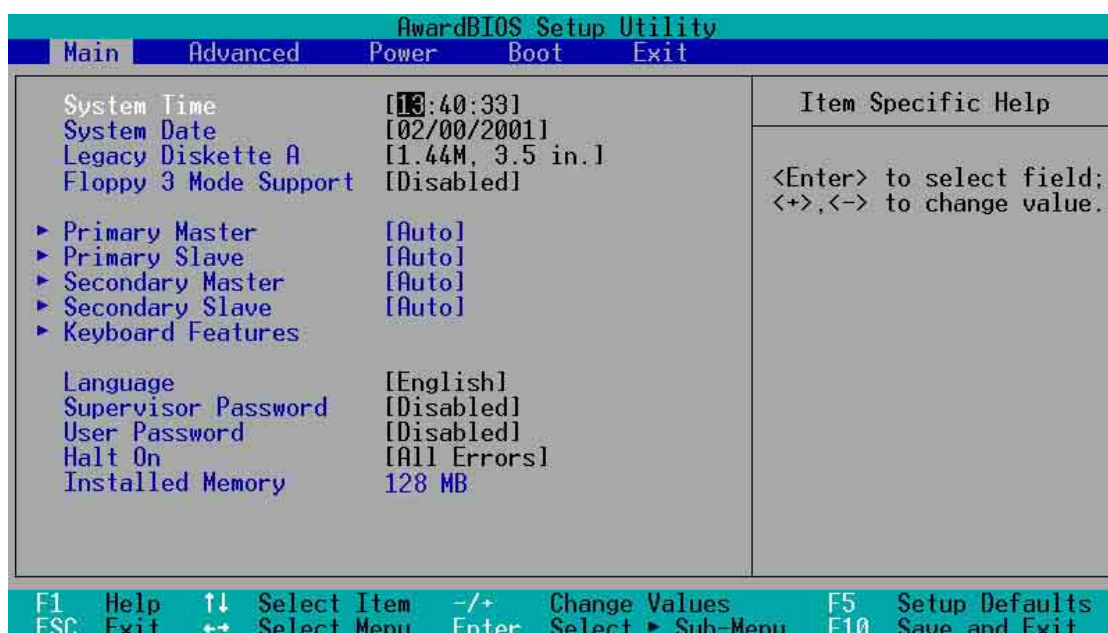 AwardBIOS Setup Utility
Main Advanced Power Boot Exit
System Time [13:40:33]
System Date [02/00/2001]
Legacy Diskette A [1.44M, 3.5 in.]
Floppy 3 Mode Support [Disabled]
▶ Primary Master [Auto]
▶ Primary Slave [Auto]
▶ Secondary Master [Auto]
▶ Secondary Slave [Auto]
▶ Keyboard Features
Language [English]
Supervisor Password [Disabled]
User Password [Disabled]
Halt On [All Errors]
Installed Memory 128 MB
Item Specific Help
<Enter> to select field;
<+>,<-> to change value.
F1 Help ↑↓ Select Item -/+ Change Values F5 Setup Defaults
ESC Exit ←→ Select Menu Enter Select ▶ Sub-Menu F10 Save and Exit